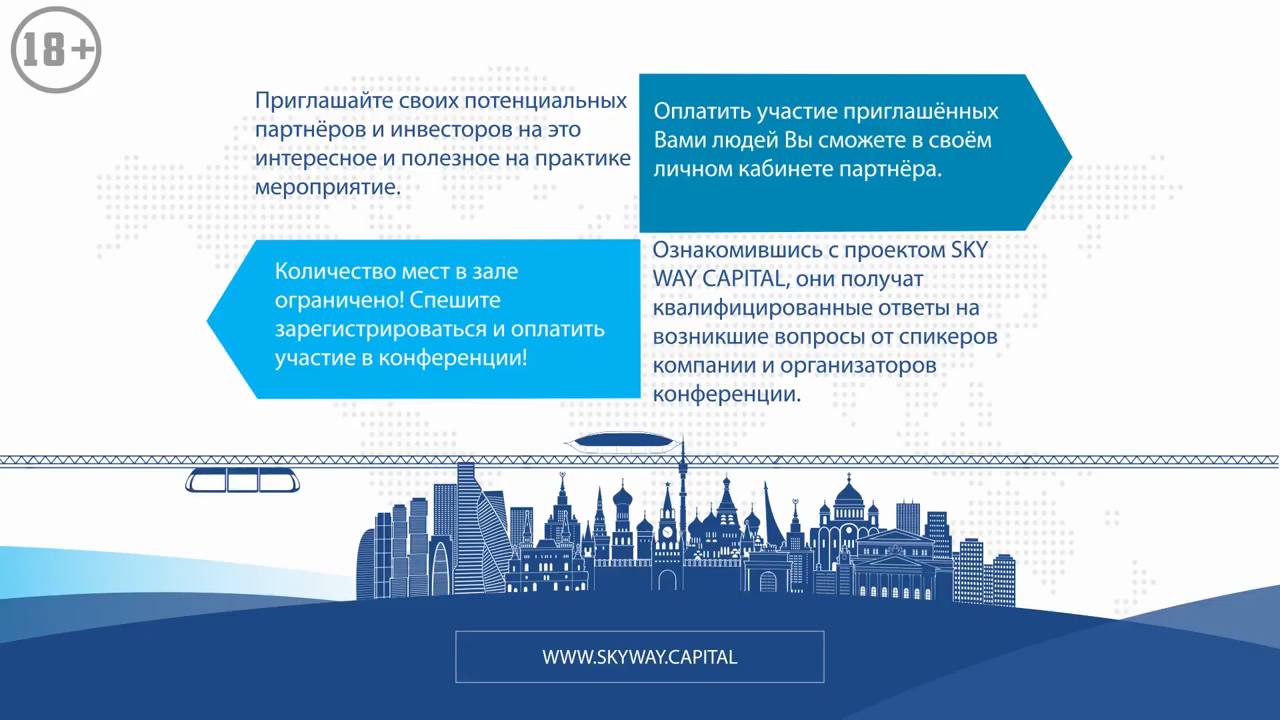 18+
Приглашайте своих потенциальных
партнёров и инвесторов на это
интересное и полезное на практике
мероприятие.
Оплатить участие приглашённых
Вами людей Вы сможете в своём
личном кабинете партнёра.
Количество мест в зале
ограничено! Спешите
зарегистрироваться и оплатить
участие в конференции!
Ознакомившись с проектом SKY
WAY CAPITAL, они получат
квалифицированные ответы на
возникшие вопросы от спикеров
компании и организаторов
конференции.
WWW.SKYWAY.CAPITAL